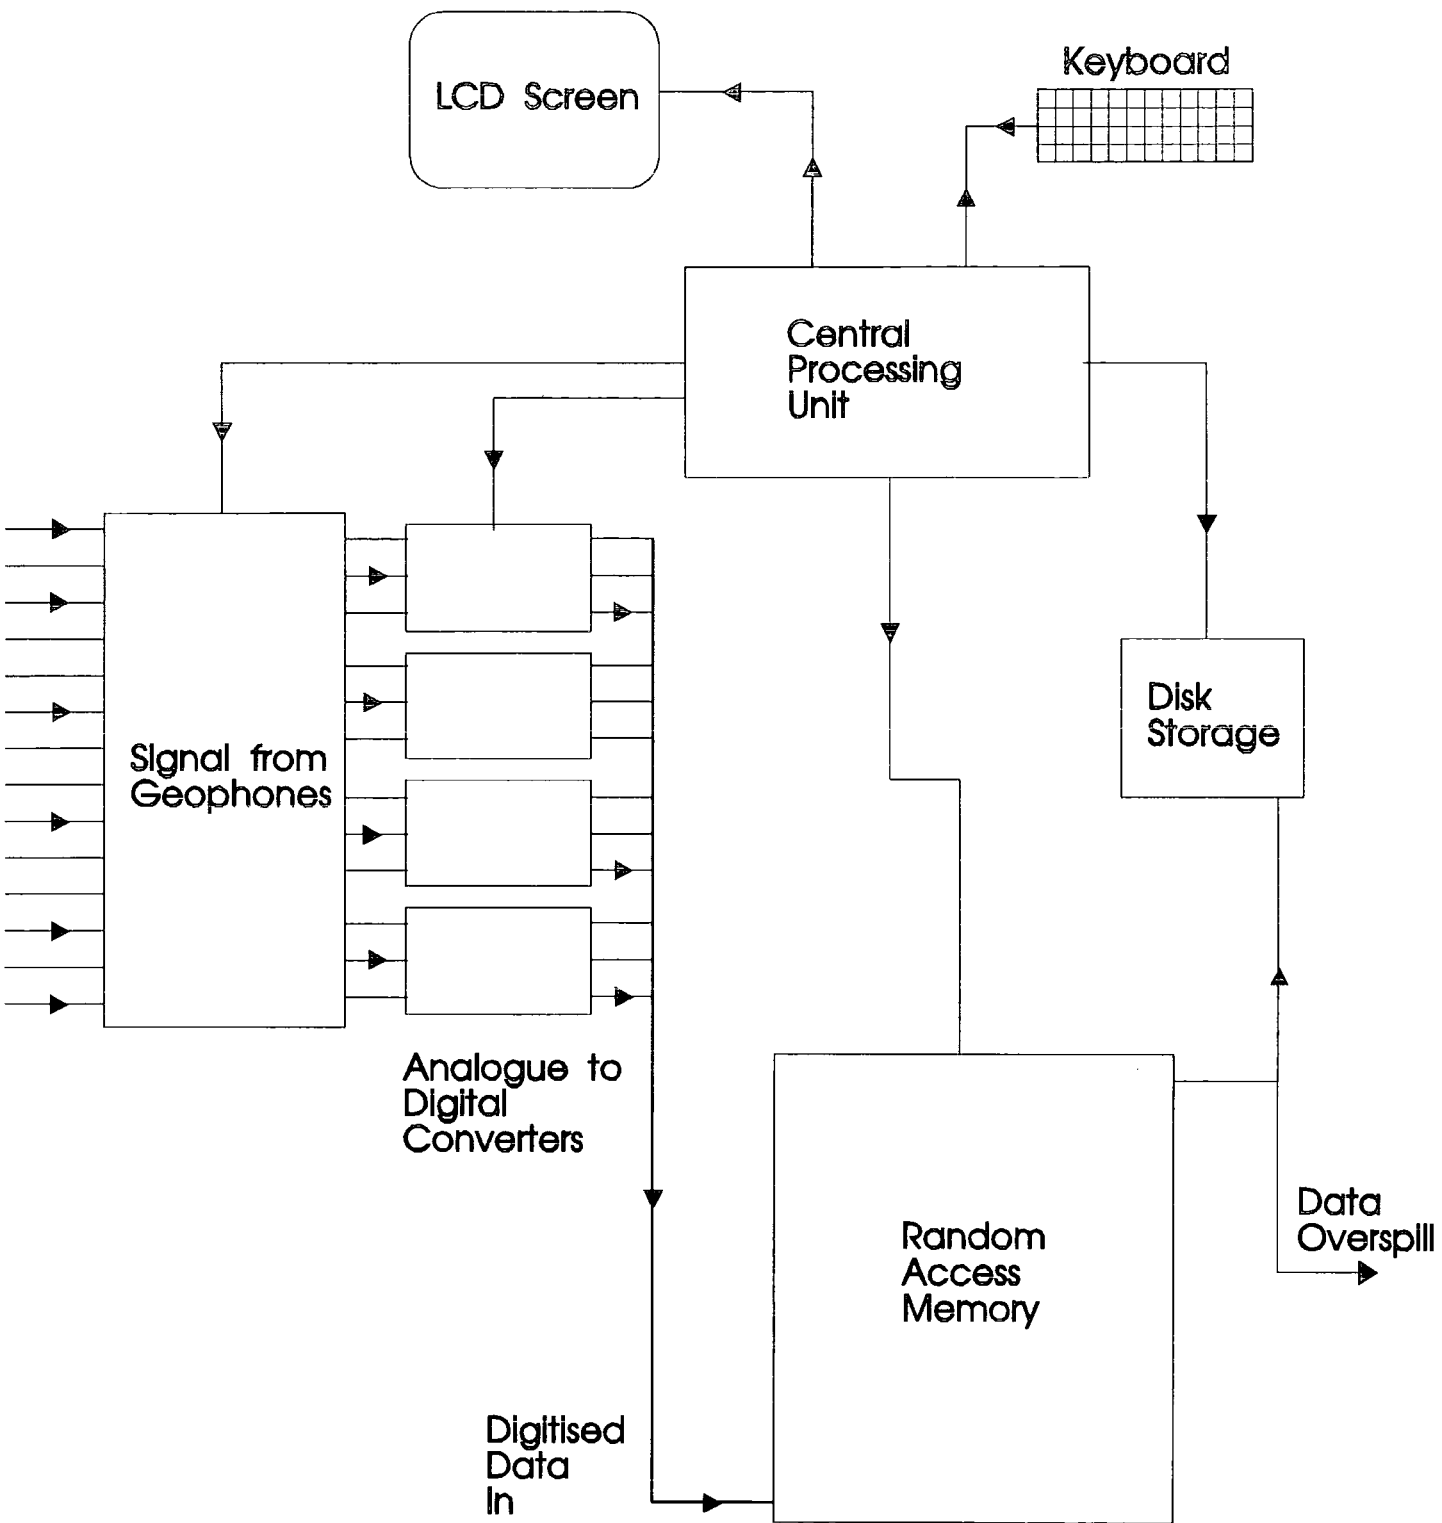 LCD Screen
Keyboard
Central
Processing
Unit
Signal from
Geophones
Disk
Storage
Analogue to
Digital
Converters
Random
Access
Memory
Data
Overspill
Digitised
Data
In